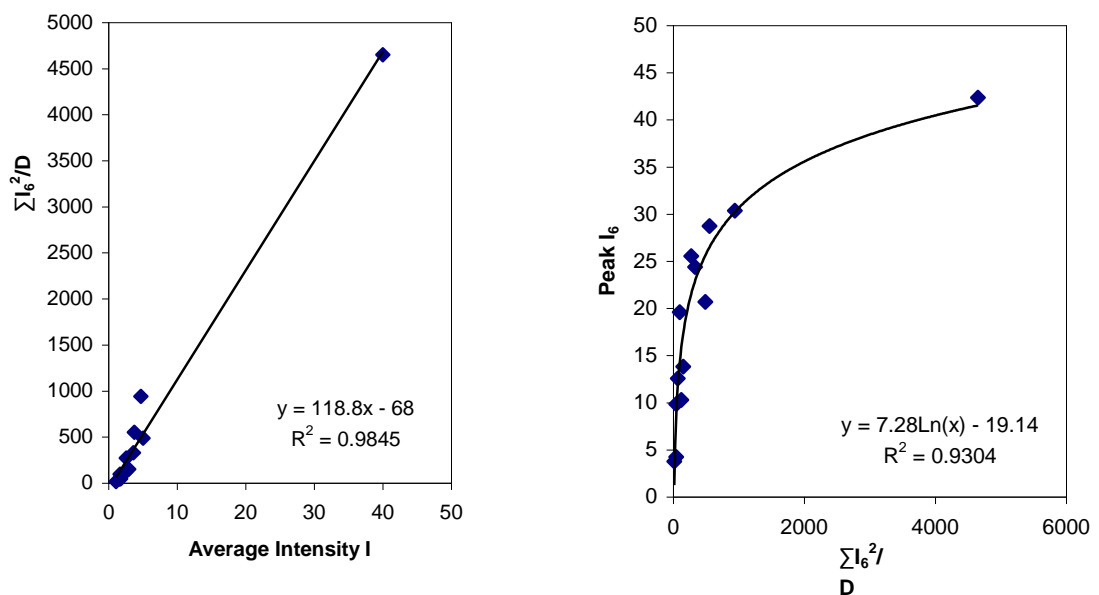 5000
4500
4000
3500
3000
2500
2000
1500
1000
500
0
∑I₆²/D
0 10 20 30 40 50
Average Intensity I
y = 118.8x - 68
R² = 0.9845
50
45
40
35
30
25
20
15
10
5
0
Peak I₆
0 2000 4000 6000
∑I₆²/
D
y = 7.28Ln(x) - 19.14
R² = 0.9304